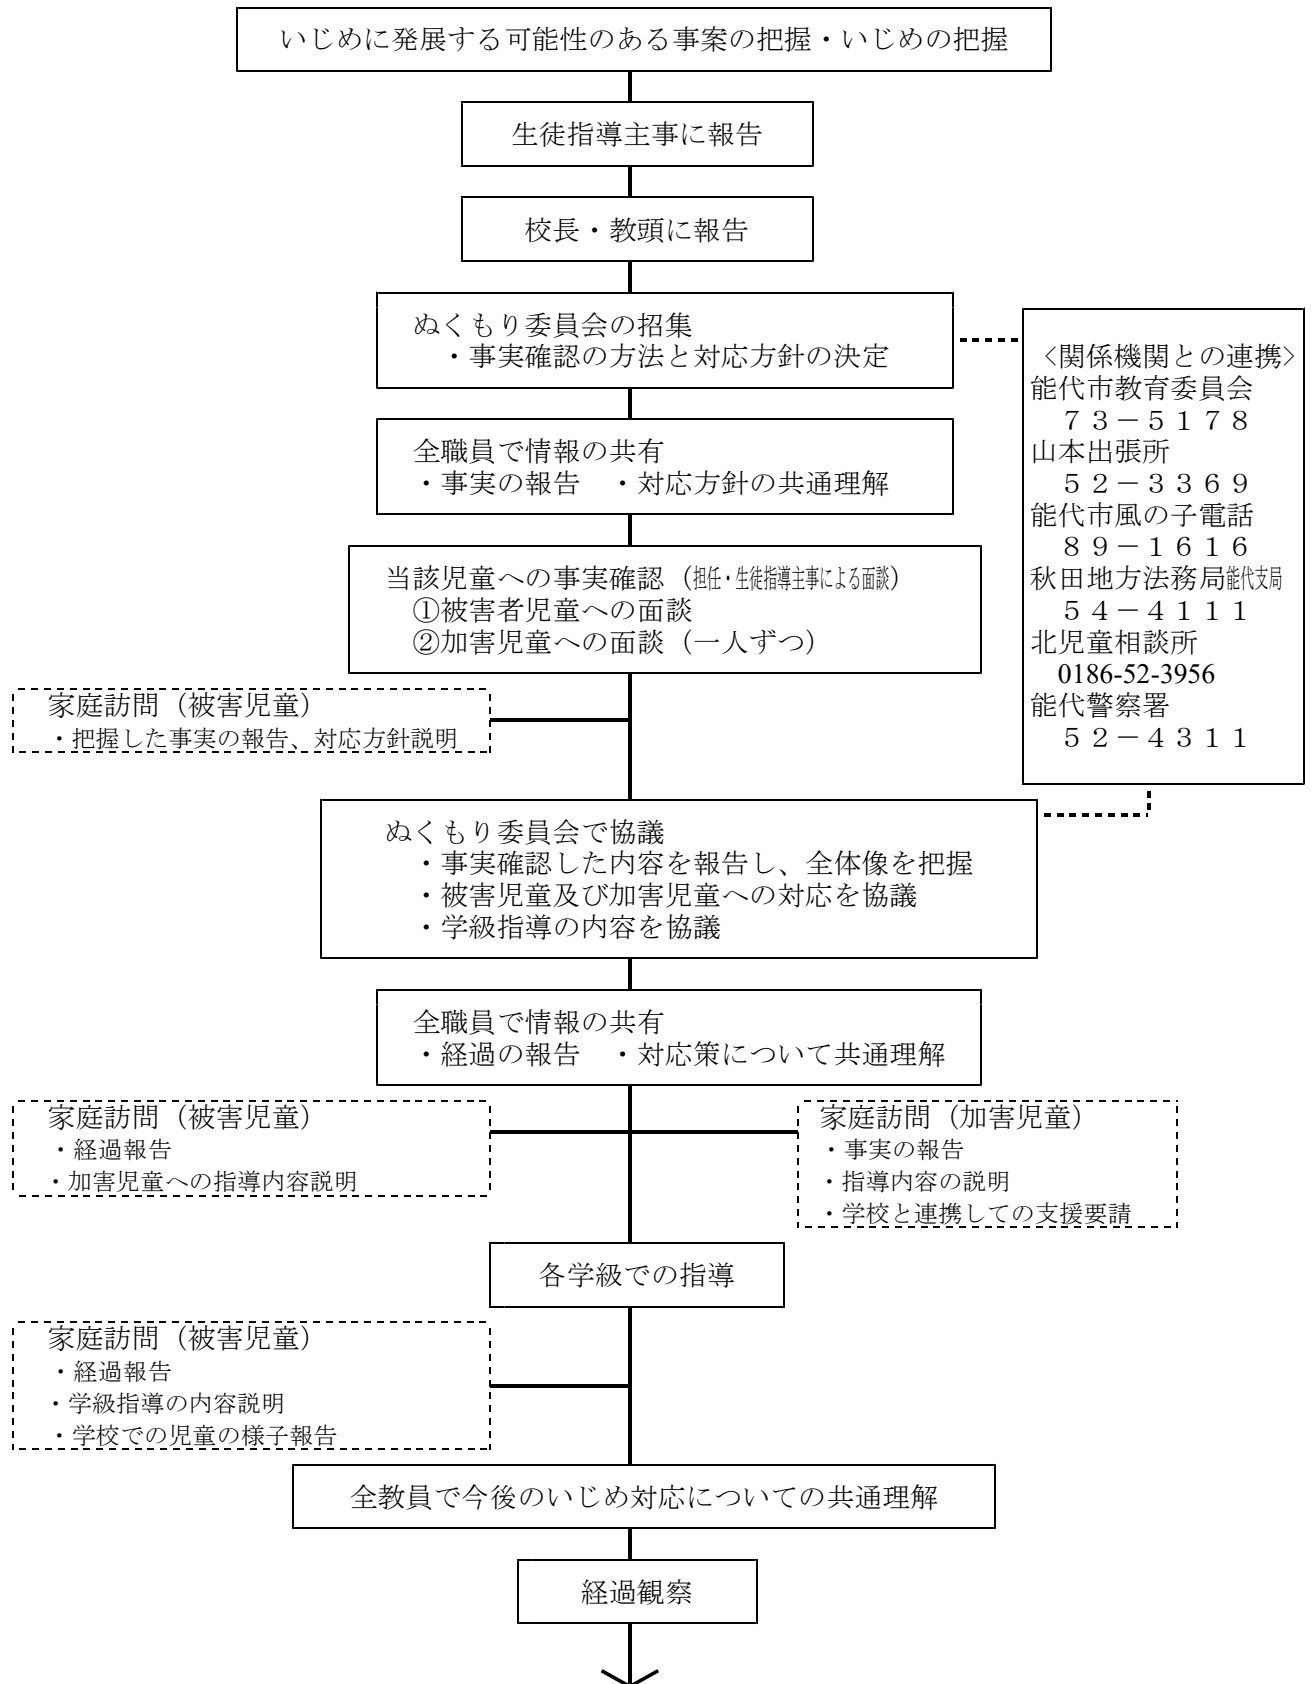 いじめに発展する可能性のある事案の把握・いじめの把握
生徒指導主事に報告
校長・教頭に報告
ぬくもり委員会の招集
・事実確認の方法と対応方針の決定
＜関係機関との連携＞
能代市教育委員会
７３－５１７８
山本出張所
５２－３３６９
能代市風の子電話
８９－１６１６
秋田地方法務局能代支局
５４－４１１１
北児童相談所
0186-52-3956
能代警察署
５２－４３１１
全職員で情報の共有
・事実の報告　・対応方針の共通理解
当該児童への事実確認（担任・生徒指導主事による面談）
①被害者児童への面談
②加害児童への面談（一人ずつ）
家庭訪問（被害児童）
・把握した事実の報告、対応方針説明
ぬくもり委員会で協議
・事実確認した内容を報告し、全体像を把握
・被害児童及び加害児童への対応を協議
・学級指導の内容を協議
全職員で情報の共有
・経過の報告　・対応策について共通理解
家庭訪問（被害児童）
・経過報告
・加害児童への指導内容説明
家庭訪問（加害児童）
・事実の報告
・指導内容の説明
・学校と連携しての支援要請
各学級での指導
家庭訪問（被害児童）
・経過報告
・学級指導の内容説明
・学校での児童の様子報告
全教員で今後のいじめ対応についての共通理解
経過観察